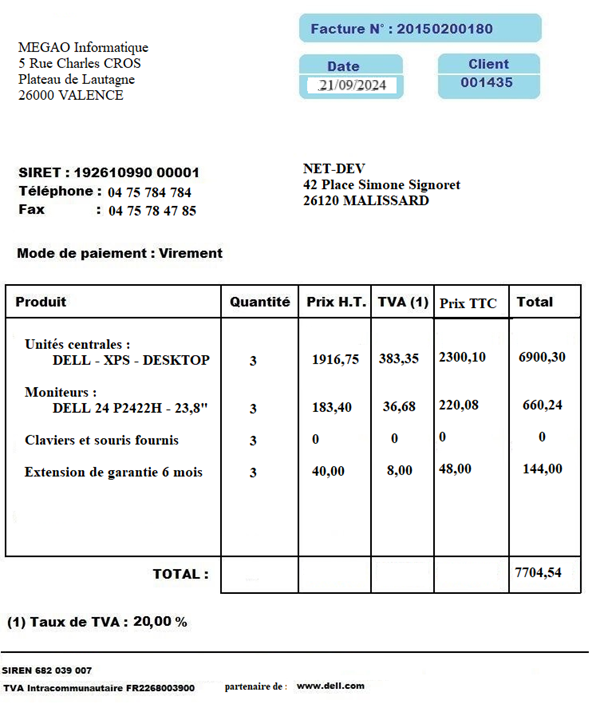 Facture N° : 20150200180
MEGAO Informatique
5 Rue Charles CROS
Plateau de Lautagne
26000 VALENCE
Date
21/09/2024
Client
001435
SIRET : 192610990 00001
Téléphone : 04 75 784 784
Fax : 04 75 78 47 85
NET-DEV
42 Place Simone Signoret
26120 MALISSARD
Mode de paiement : Virement
Produit Quantité Prix H.T. TVA (1) Prix TTC Total
Unités centrales :
DELL - XPS - DESKTOP 3 1916,75 383,35 2300,10 6900,30
Moniteurs :
DELL 24 P2422H - 23,8" 3 183,40 36,68 220,08 660,24
Claviers et souris fournis 3 0 0 0 0
Extension de garantie 6 mois 3 40,00 8,00 48,00 144,00
TOTAL : 7704,54
(1) Taux de TVA : 20,00 %
SIREN 682 039 007
TVA Intracommunautaire FR2268003900 partenaire de : www.dell.com